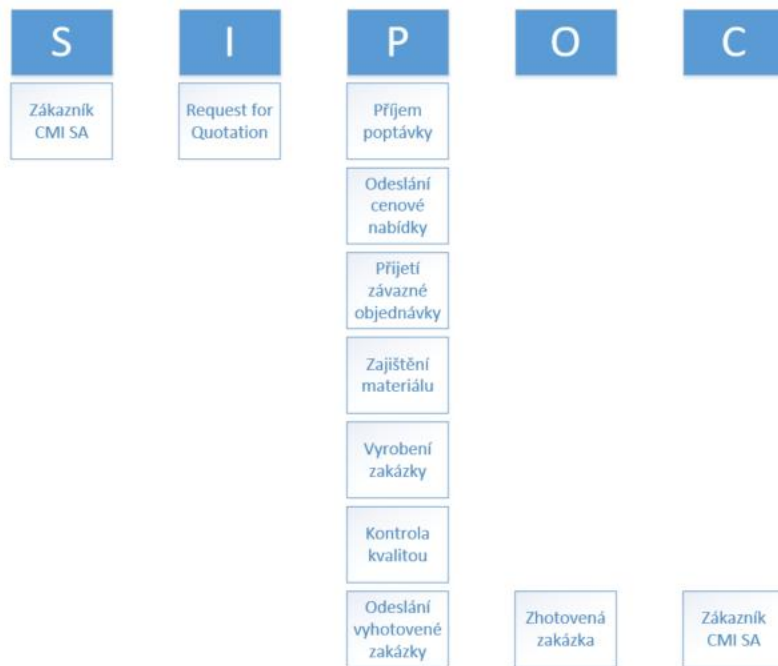 S
I
P
O
C
Zákazník
CMI SA
Request for
Quotation
Příjem
poptávky
Odeslání
cenové
nabídky
Přijetí
závazné
objednávky
Zajištění
materiálu
Vyrobení
zakázky
Kontrola
kvalitou
Odeslání
vyhotovené
zakázky
Zhotovená
zakázka
Zákazník
CMI SA